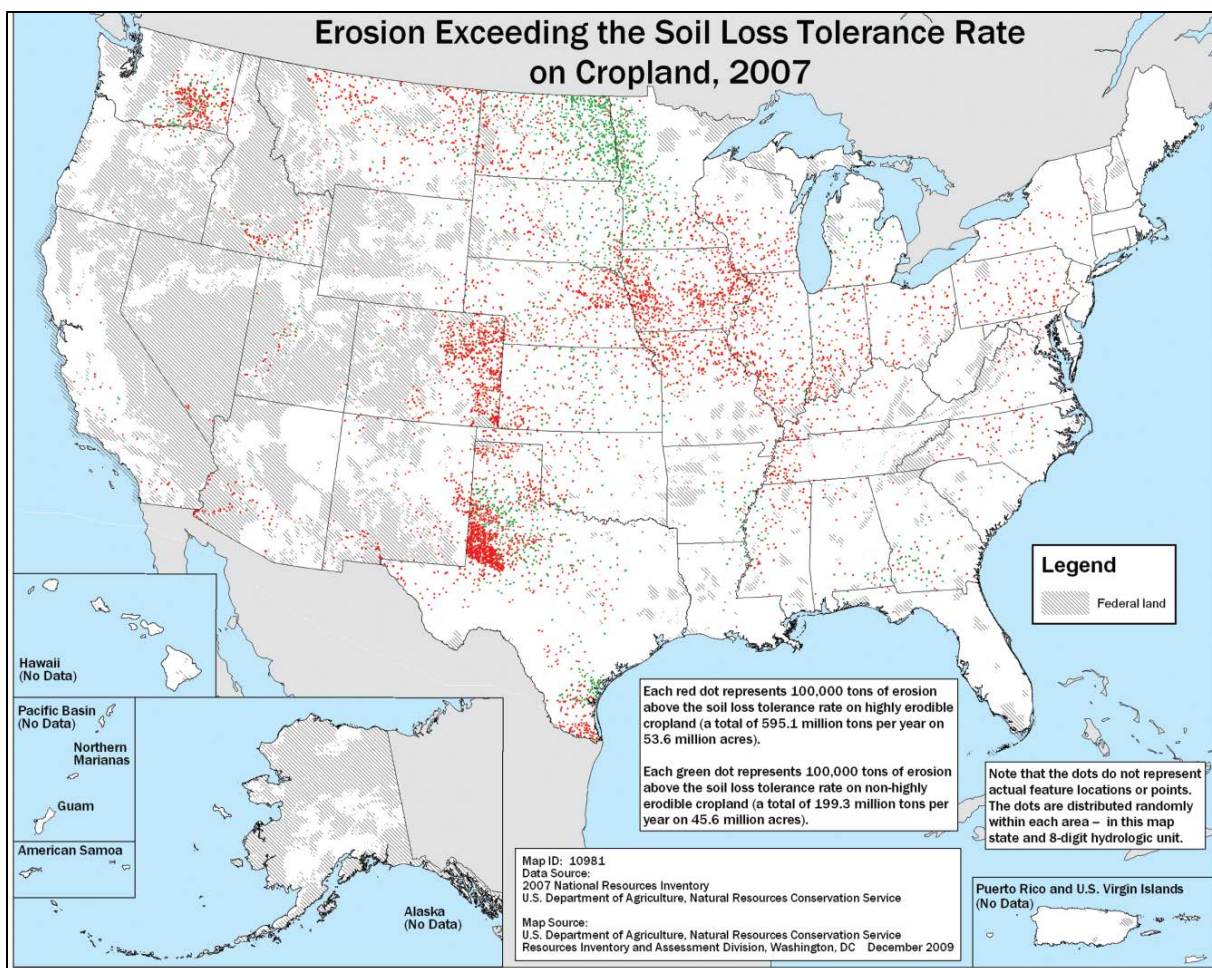 Erosion Exceeding the Soil Loss Tolerance Rate
on Cropland, 2007
Legend
Federal land
Hawaii
(No Data)
Pacific Basin
(No Data)
Northern
Marianas
Guam
American Samoa
Alaska
(No Data)
Each red dot represents 100,000 tons of erosion
above the soil loss tolerance rate on highly erodible
cropland (a total of 595.1 million tons per year on
53.6 million acres).
Each green dot represents 100,000 tons of erosion
above the soil loss tolerance rate on non-highly
erodible cropland (a total of 199.3 million tons per
year on 45.6 million acres).
Note that the dots do not represent
actual feature locations or points.
The dots are distributed randomly
within each area – in this map
state and 8-digit hydrologic unit.
Map ID: 10981
Data Source:
2007 National Resources Inventory
U.S. Department of Agriculture, Natural Resources Conservation Service
Map Source:
U.S. Department of Agriculture, Natural Resources Conservation Service
Resources Inventory and Assessment Division, Washington, DC December 2009
Puerto Rico and U.S. Virgin Islands
(No Data)